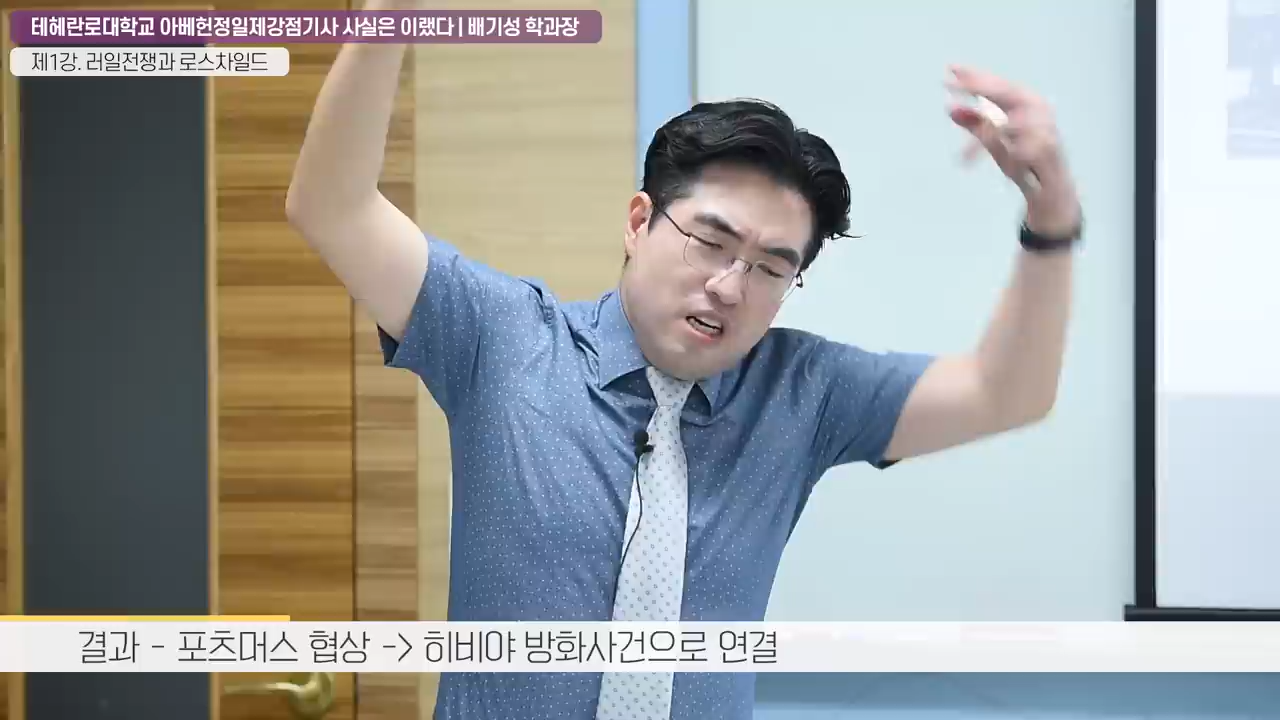 테헤란로대학교 아베헌정일제강점기사 사실은 이랬다 | 배기성 학과장
제1강. 러일전쟁과 로스차일드
결과 - 포츠머스 협상 -> 히비야 방화사건으로 연결